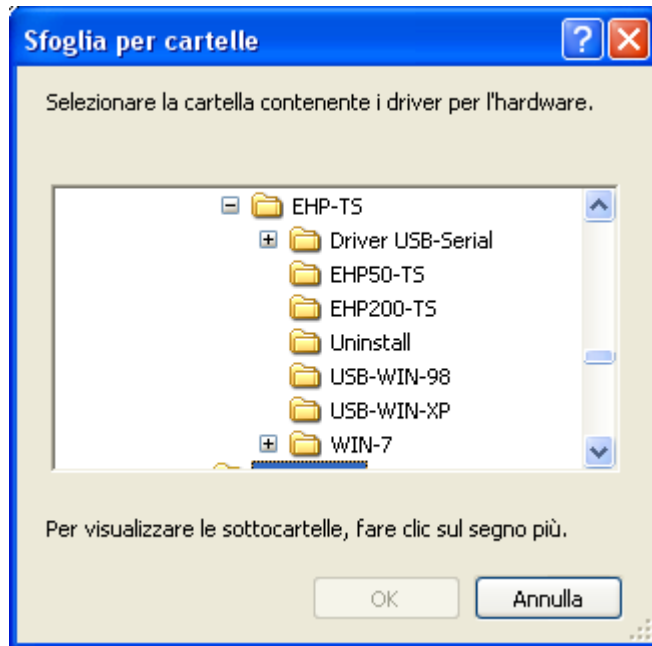 Sfoglia per cartelle
Selezionare la cartella contenente i driver per l'hardware.
EHP-TS
Driver USB-Serial
EHP50-TS
EHP200-TS
Uninstall
USB-WIN-98
USB-WIN-XP
WIN-7
Per visualizzare le sottocartelle, fare clic sul segno più.
OK
Annulla